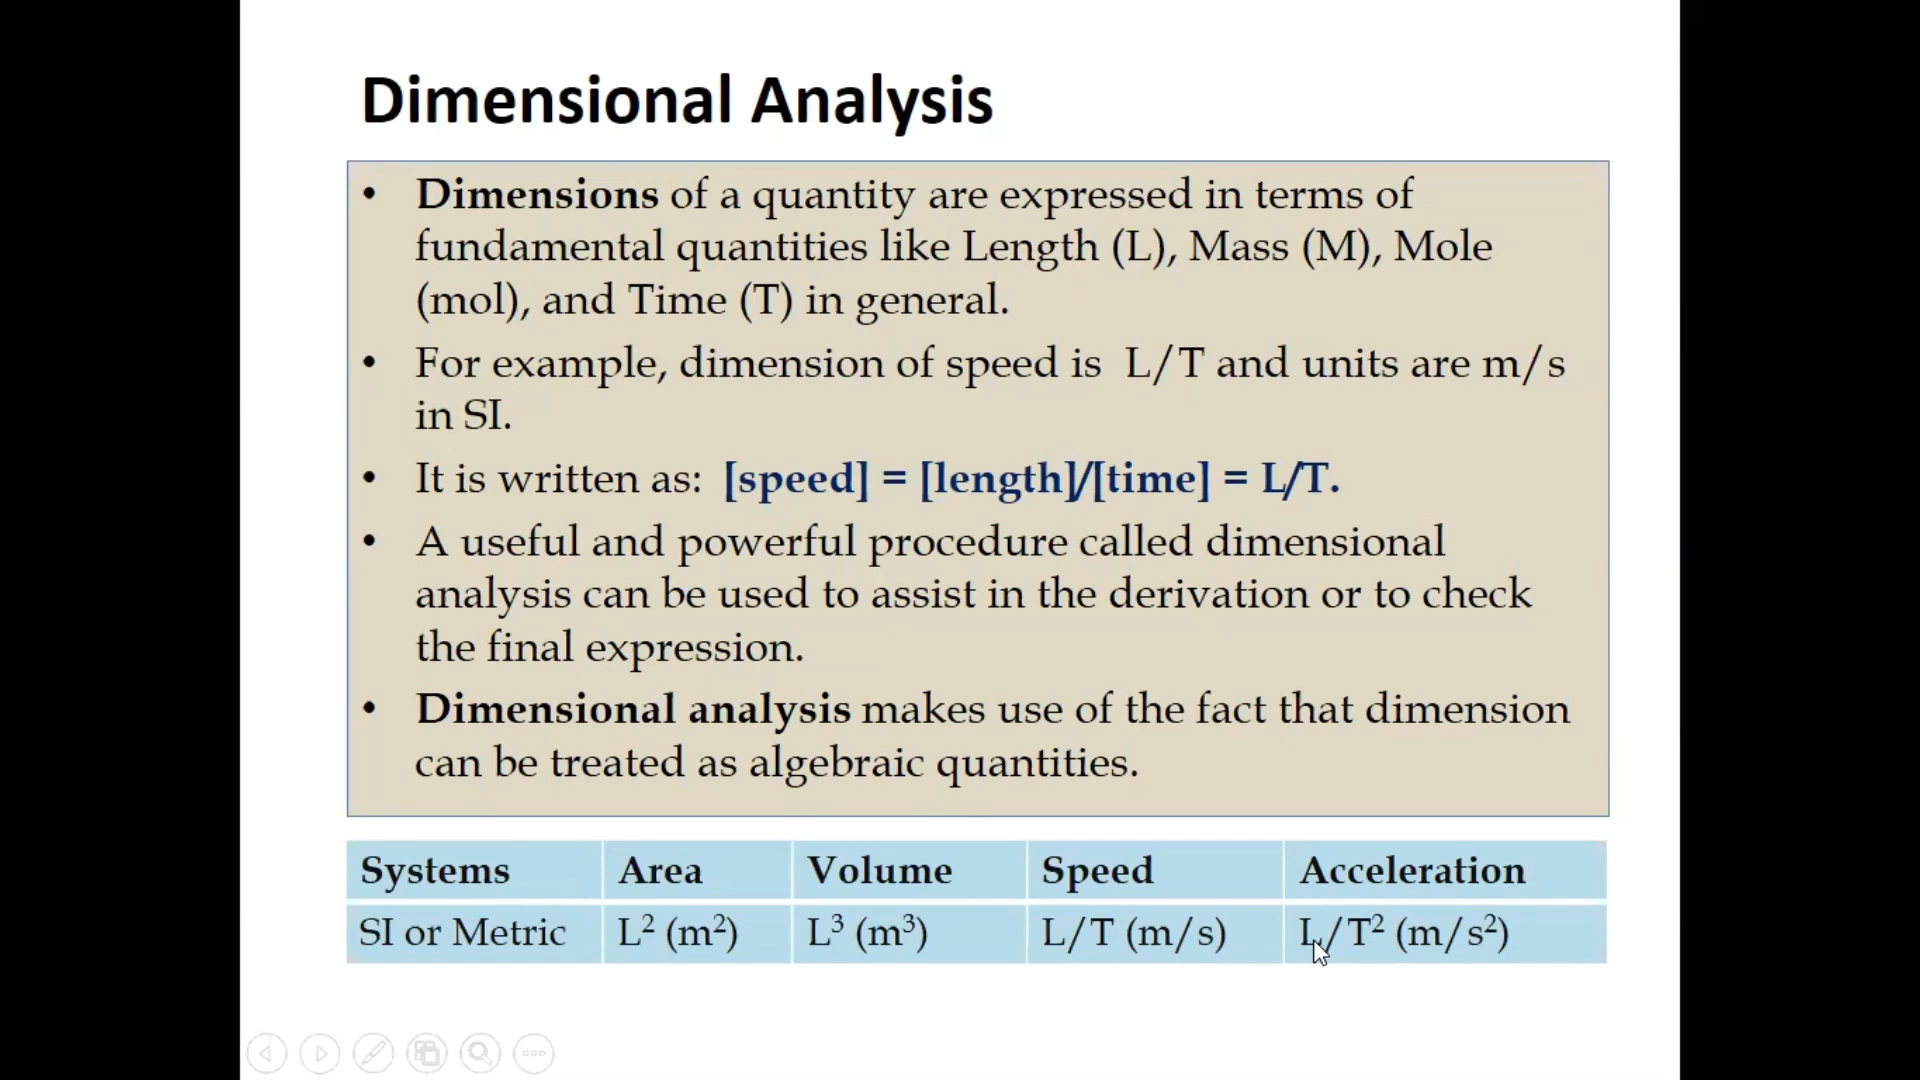 Dimensional Analysis
• Dimensions of a quantity are expressed in terms of
fundamental quantities like Length (L), Mass (M), Mole
(mol), and Time (T) in general.
• For example, dimension of speed is L/T and units are m/s
in SI.
• It is written as: [speed] = [length]/[time] = L/T.
• A useful and powerful procedure called dimensional
analysis can be used to assist in the derivation or to check
the final expression.
• Dimensional analysis makes use of the fact that dimension
can be treated as algebraic quantities.
Systems Area Volume Speed Acceleration
SI or Metric L² (m²) L³ (m³) L/T (m/s) L/T² (m/s²)